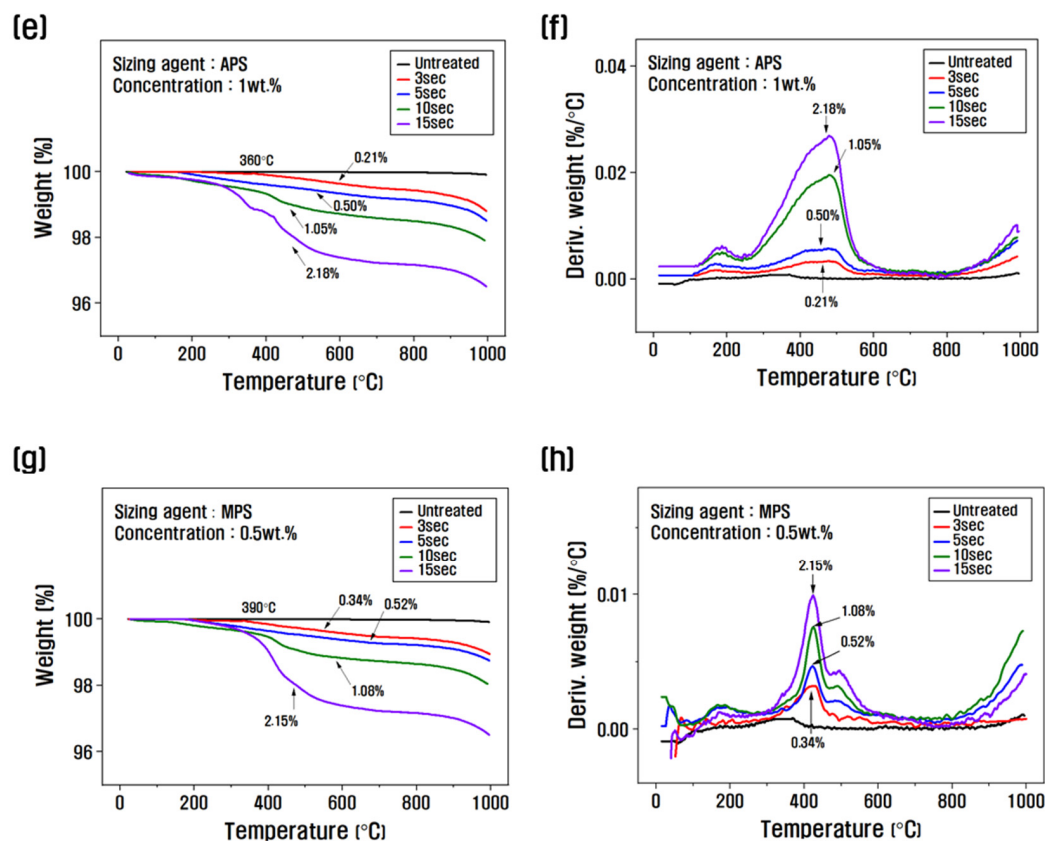 (e)
Sizing agent : APS
Concentration : 1wt.%
Untreated
3sec
5sec
10sec
15sec
360°C
0.21%
0.50%
1.05%
2.18%
100
98
96
0 200 400 600 800 1000
Weight (%)
Temperature (°C)
(f)
Sizing agent : APS
Concentration : 1wt.%
Untreated
3sec
5sec
10sec
15sec
2.18%
1.05%
0.50%
0.21%
0.04
0.02
0.00
0 200 400 600 800 1000
Deriv. weight (%/°C)
Temperature (°C)
(g)
Sizing agent : MPS
Concentration : 0.5wt.%
Untreated
3sec
5sec
10sec
15sec
390°C
0.34%
0.52%
1.08%
2.15%
100
98
96
0 200 400 600 800 1000
Weight (%)
Temperature (°C)
(h)
Sizing agent : MPS
Concentration : 0.5wt.%
Untreated
3sec
5sec
10sec
15sec
2.15%
1.08%
0.52%
0.34%
0.01
0.00
0 200 400 600 800 1000
Deriv. weight (%/°C)
Temperature (°C)